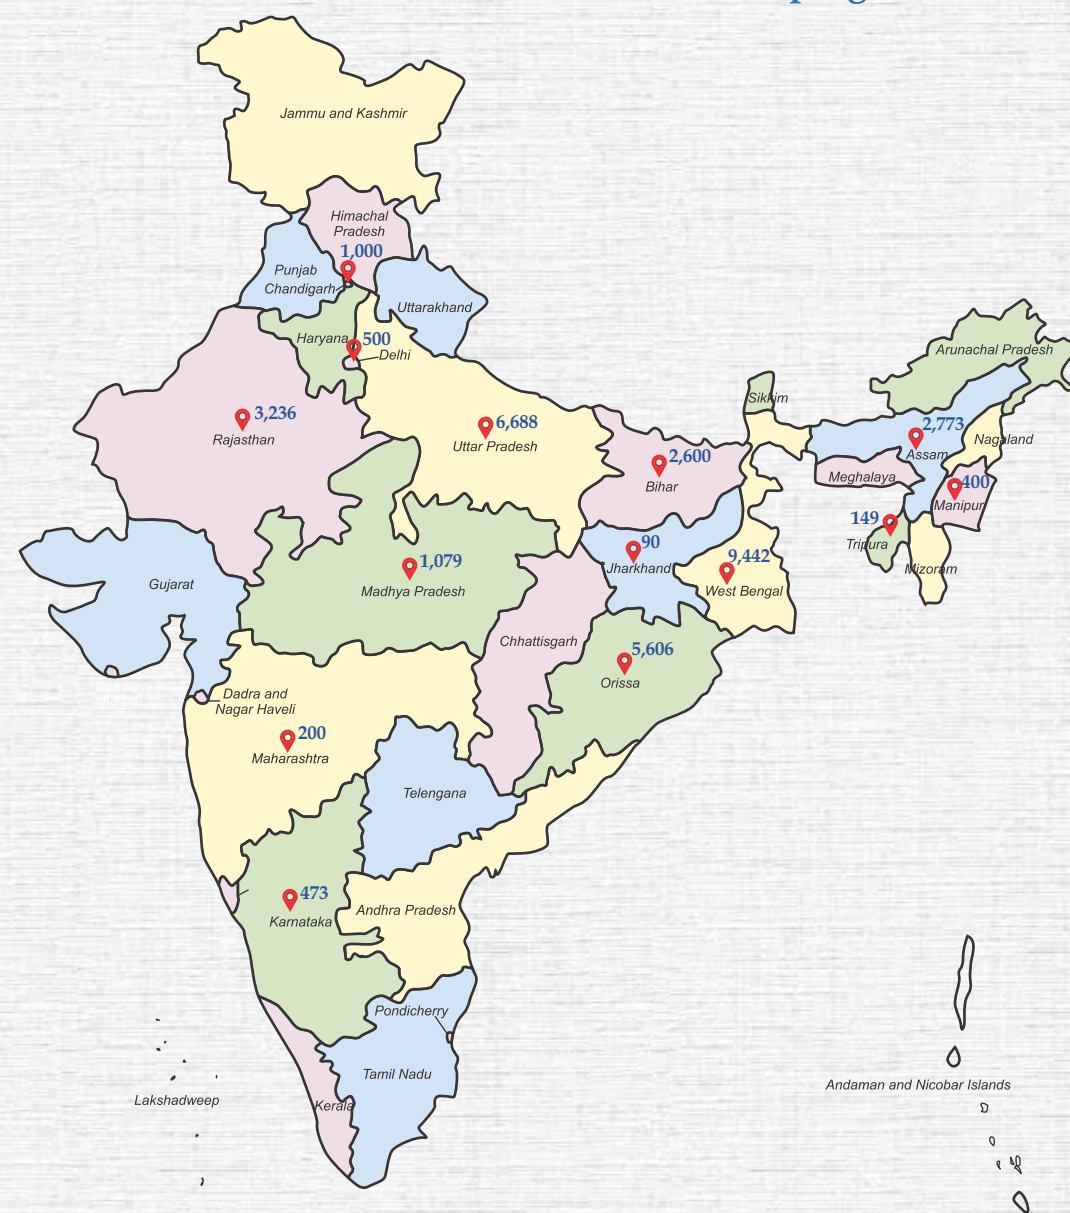 Jammu and Kashmir
Himachal
Pradesh
1,000
Punjab
Chandigarh
Uttarakhand
Haryana
500
Delhi
Arunachal Pradesh
Sikkim
3,236
Rajasthan
6,688
Uttar Pradesh
2,600
Bihar
2,773
Assam
Nagaland
Meghalaya
400
Manipur
149
Tripura
Mizoram
90
Jharkhand
9,442
West Bengal
1,079
Madhya Pradesh
Gujarat
Chhattisgarh
5,606
Orissa
Dadra and
Nagar Haveli
200
Maharashtra
Telengana
473
Karnataka
Andhra Pradesh
Pondicherry
Tamil Nadu
Kerala
Lakshadweep
Andaman and Nicobar Islands